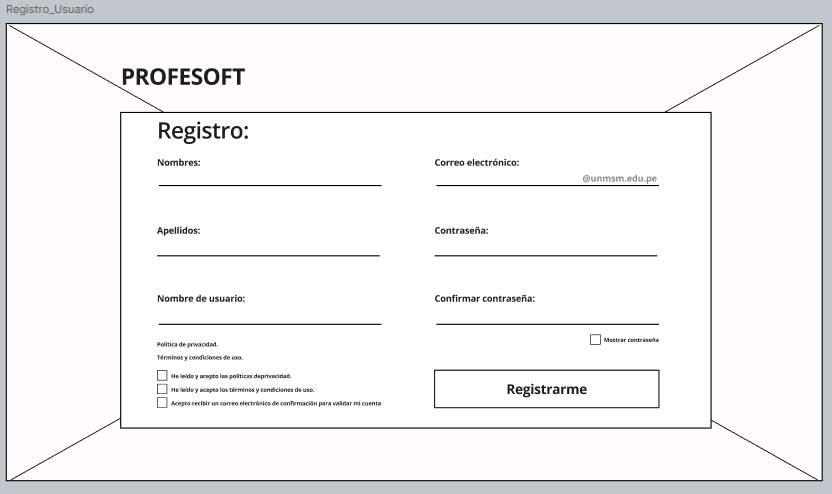 Registro_Usuario
PROFESOFT
Registro:
Nombres:
Correo electrónico:
@unmsm.edu.pe
Apellidos:
Contraseña:
Nombre de usuario:
Confirmar contraseña:
Mostrar contraseña
Política de privacidad.
Términos y condiciones de uso.
He leído y acepto las políticas deprivacidad.
He leído y acepto los términos y condiciones de uso.
Acepto recibir un correo electrónico de confirmación para validar mi cuenta
Registrarme